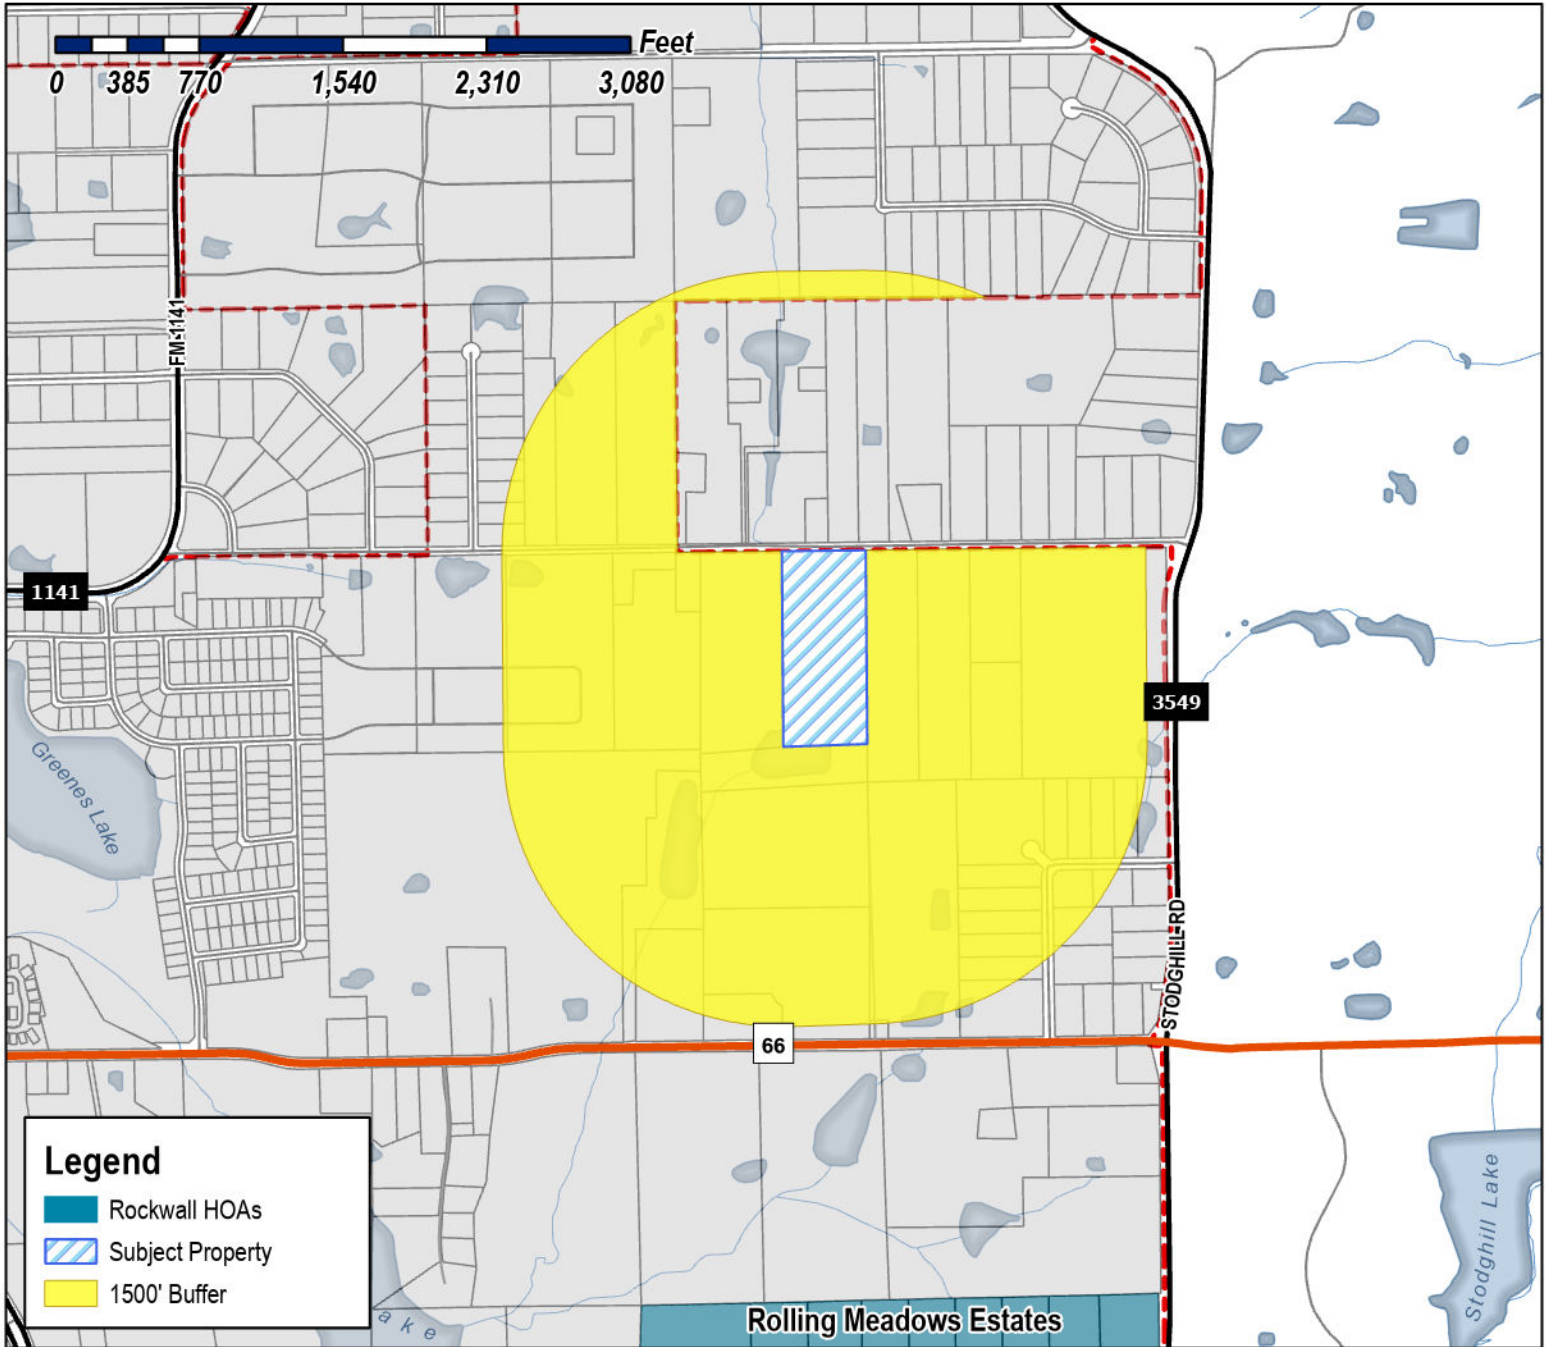 Feet
0 385 770 1,540 2,310 3,080
FM-1141
1141
3549
Greenes Lake
STODGHILL RD
66
Legend
Rockwall HOAs
Subject Property
1500' Buffer
Stodghill Lake
ake
Rolling Meadows Estates